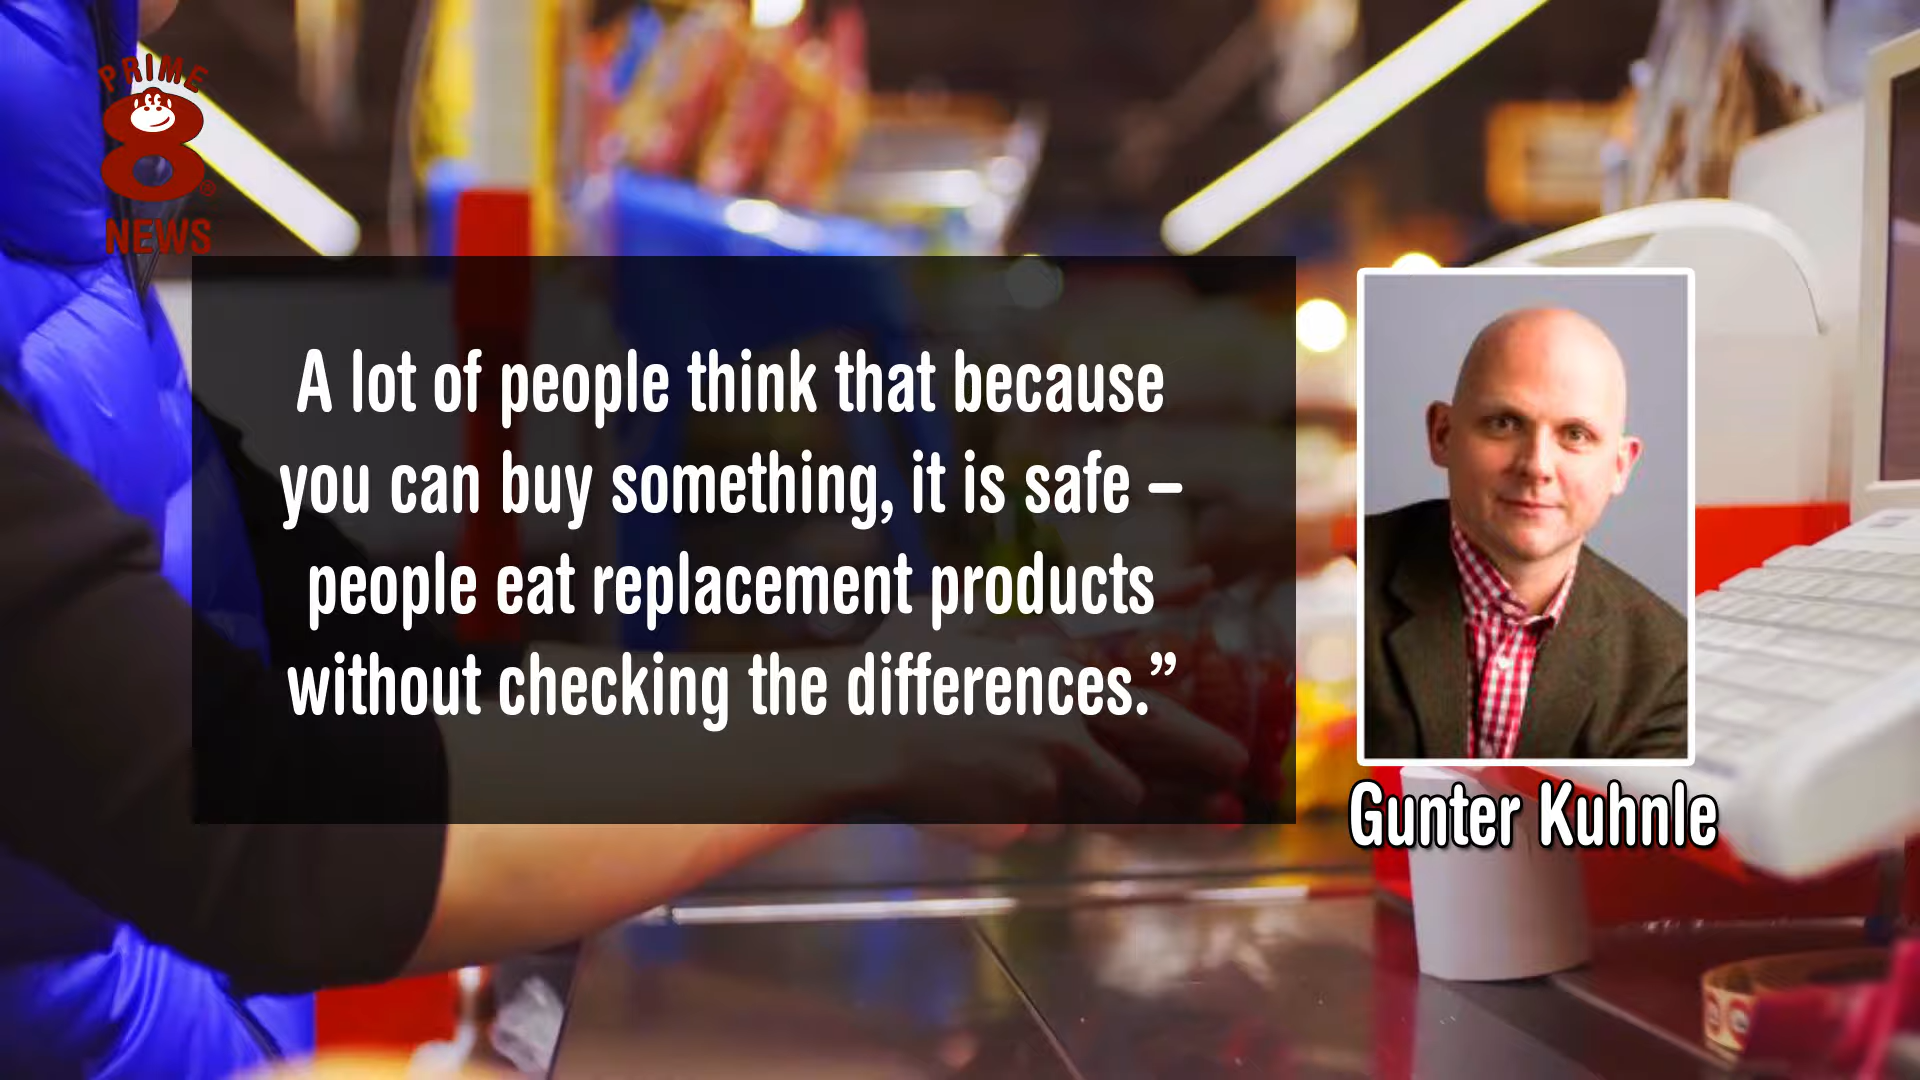 PRIME
8
®
NEWS
A lot of people think that because
you can buy something, it is safe –
people eat replacement products
without checking the differences.”
Gunter Kuhnle